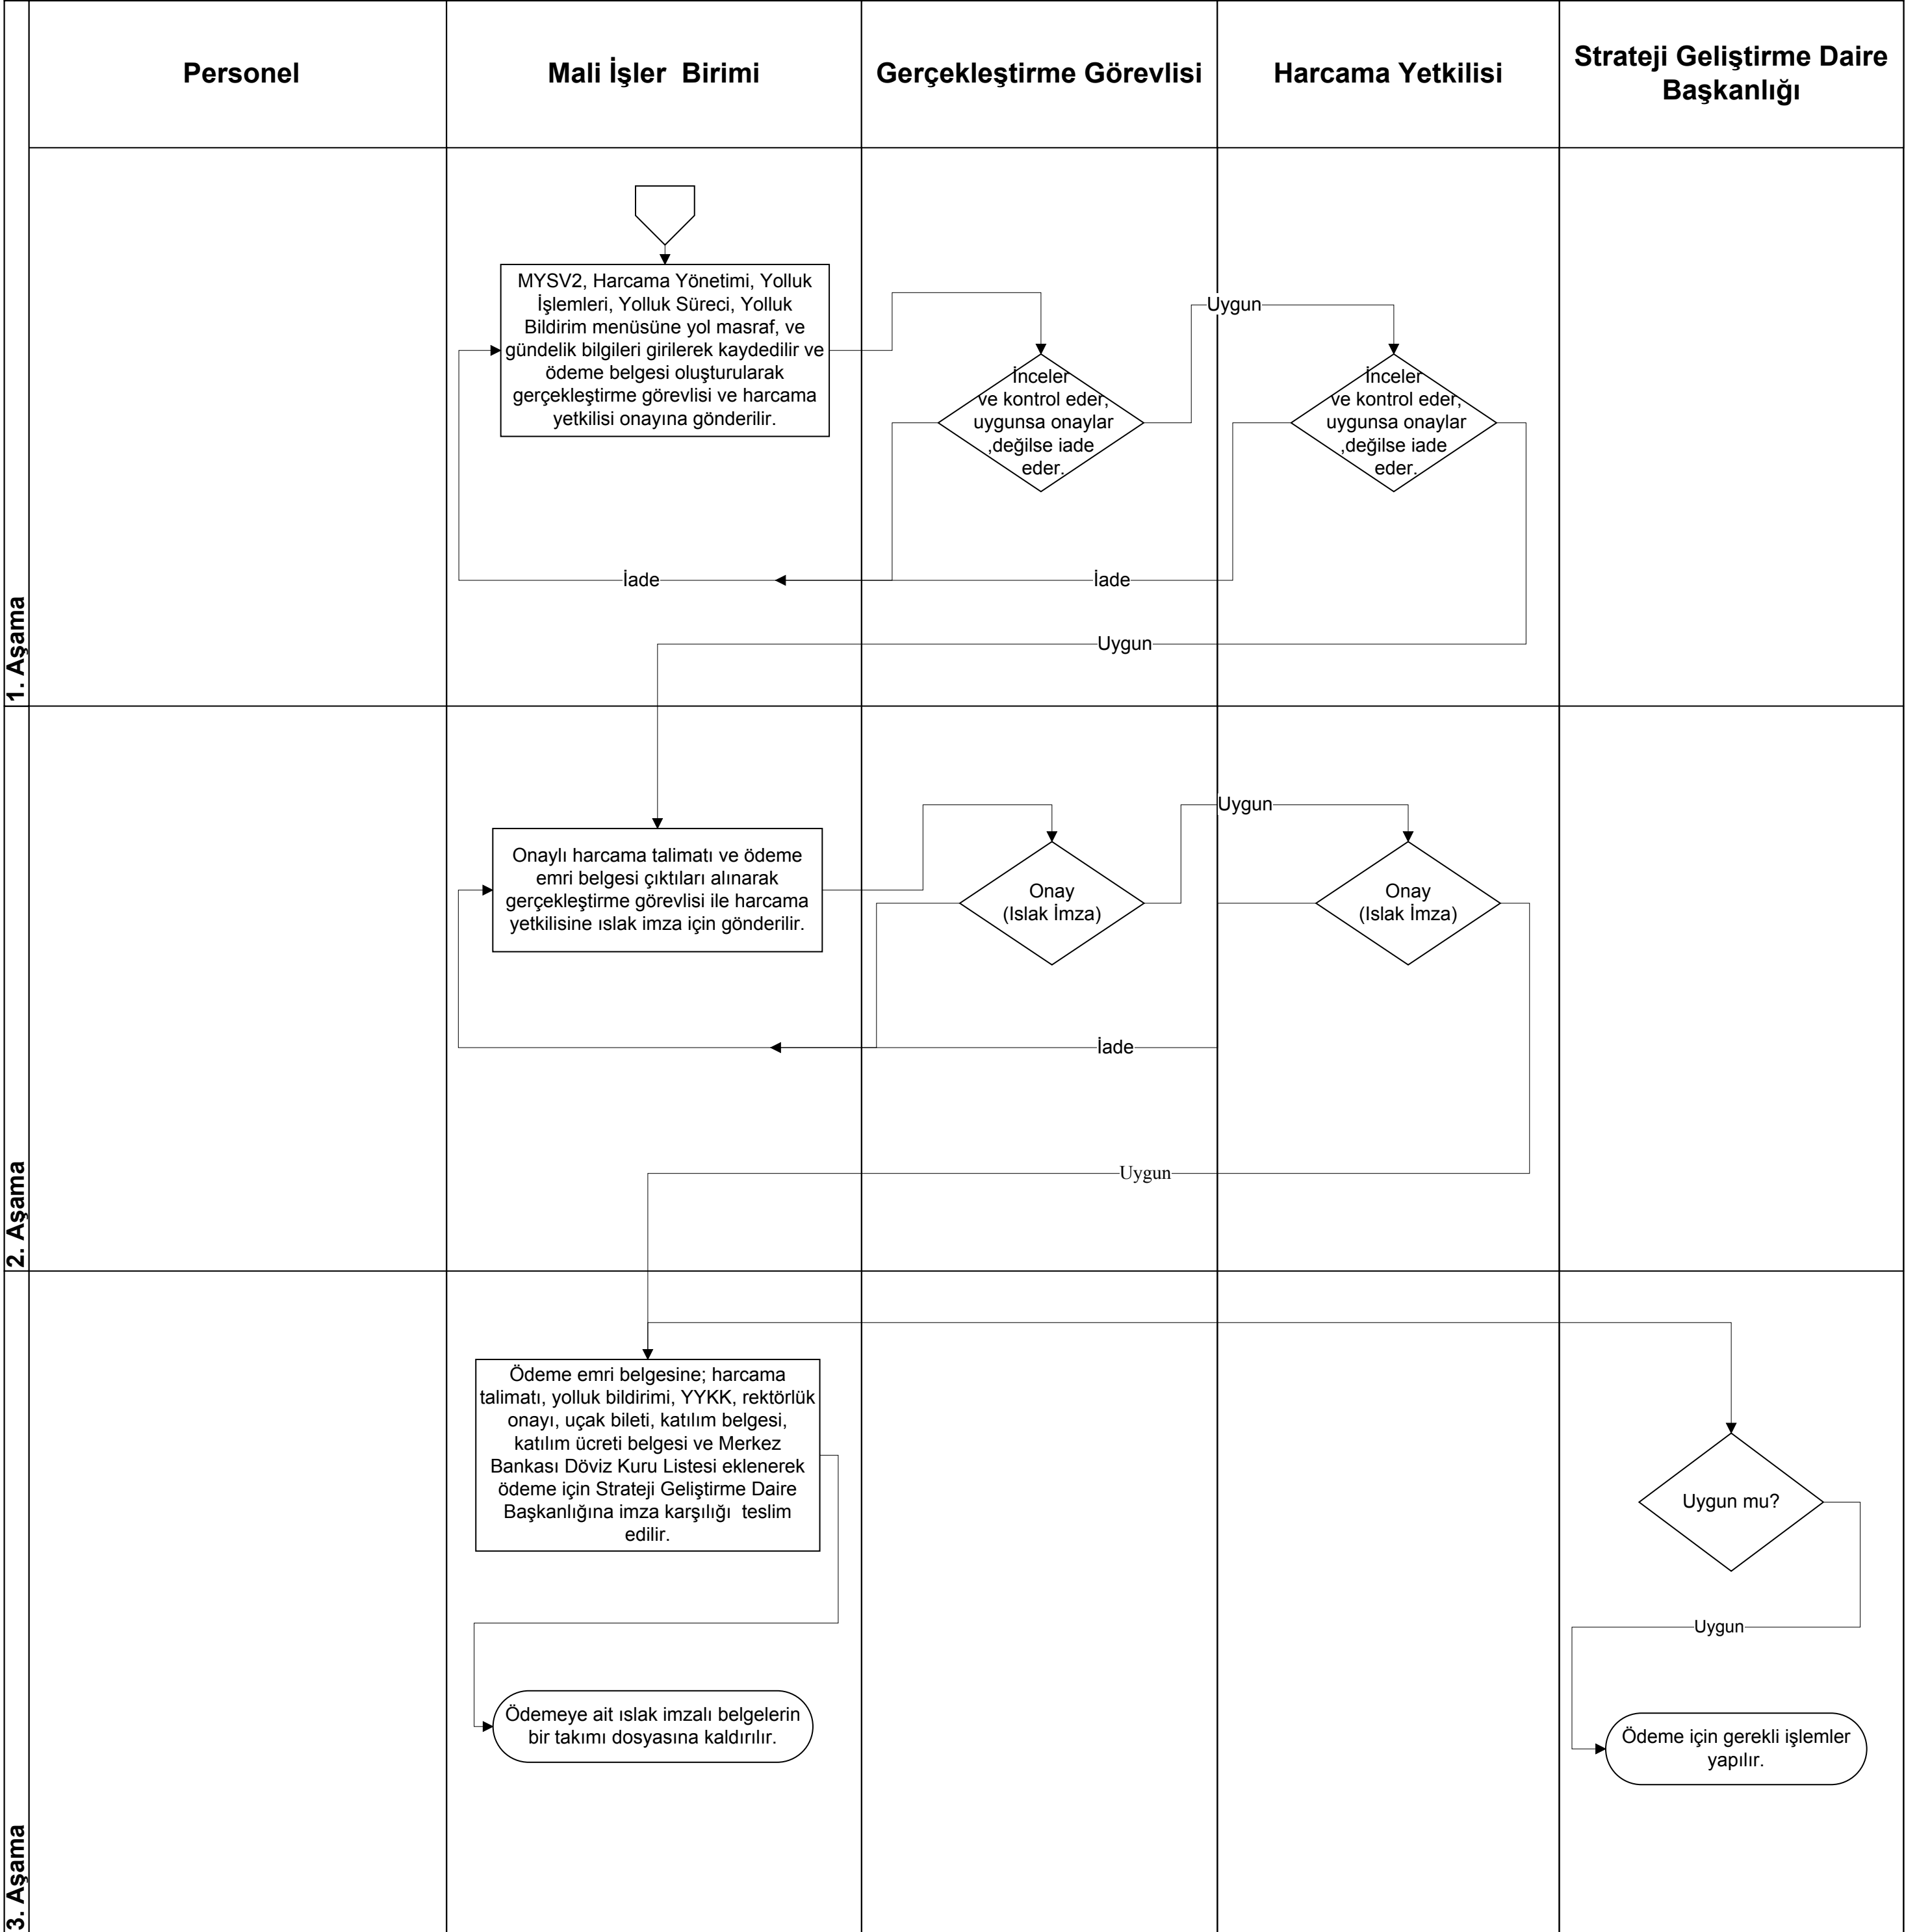 Personel
Mali İşler Birimi
Gerçekleştirme Görevlisi
Harcama Yetkilisi
Strateji Geliştirme Daire
Başkanlığı
1. Aşama
MYSV2, Harcama Yönetimi, Yolluk
İşlemleri, Yolluk Süreci, Yolluk
Bildirim menüsüne yol masraf, ve
gündelik bilgileri girilerek kaydedilir ve
ödeme belgesi oluşturularak
gerçekleştirme görevlisi ve harcama
yetkilisi onayına gönderilir.
İnceler
ve kontrol eder,
uygunsa onaylar
,değilse iade
eder.
Uygun
İnceler
ve kontrol eder,
uygunsa onaylar
,değilse iade
eder.
İade
İade
Uygun
2. Aşama
Onaylı harcama talimatı ve ödeme
emri belgesi çıktıları alınarak
gerçekleştirme görevlisi ile harcama
yetkilisine ıslak imza için gönderilir.
Onay
(Islak İmza)
Uygun
Onay
(Islak İmza)
İade
Uygun
3. Aşama
Ödeme emri belgesine; harcama
talimatı, yolluk bildirimi, YYKK, rektörlük
onayı, uçak bileti, katılım belgesi,
katılım ücreti belgesi ve Merkez
Bankası Döviz Kuru Listesi eklenerek
ödeme için Strateji Geliştirme Daire
Başkanlığına imza karşılığı teslim
edilir.
Uygun mu?
Uygun
Ödemeye ait ıslak imzalı belgelerin
bir takımı dosyasına kaldırılır.
Ödeme için gerekli işlemler
yapılır.